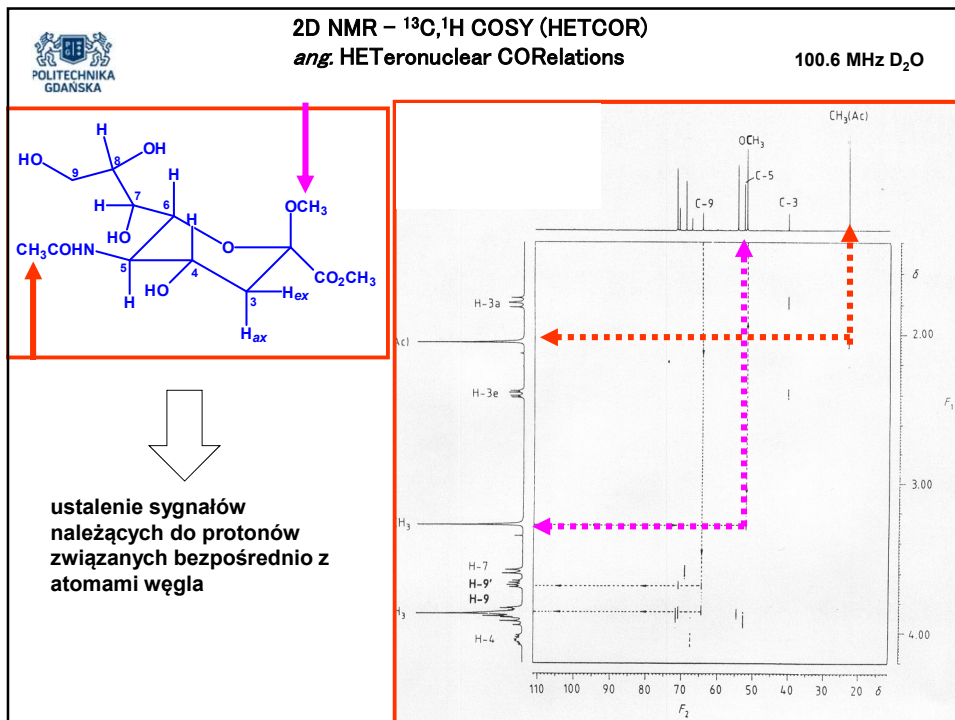 2D NMR – ¹³C,¹H COSY (HETCOR)
ang. HETeronuclear CORelations
100.6 MHz D₂O
POLITECHNIKA
GDAŃSKA
H
HO
9
8
OH
H
7
H
6
HO
H
OCH₃
O
CH₃COHN
5
4
CO₂CH₃
H
HO
3
Hex
Hax
ustalenie sygnałów
należących do protonów
związanych bezpośrednio z
atomami węgla
CH₃(Ac)
OCH₃
C-5
C-9
C-3
δ
H-3a
2.00
c)
H-3e
F₁
3.00
H₃
H-7
H-9'
H-9
H₃
H-4
4.00
110 100 90 80 70 60 50 40 30 20 δ
F₂